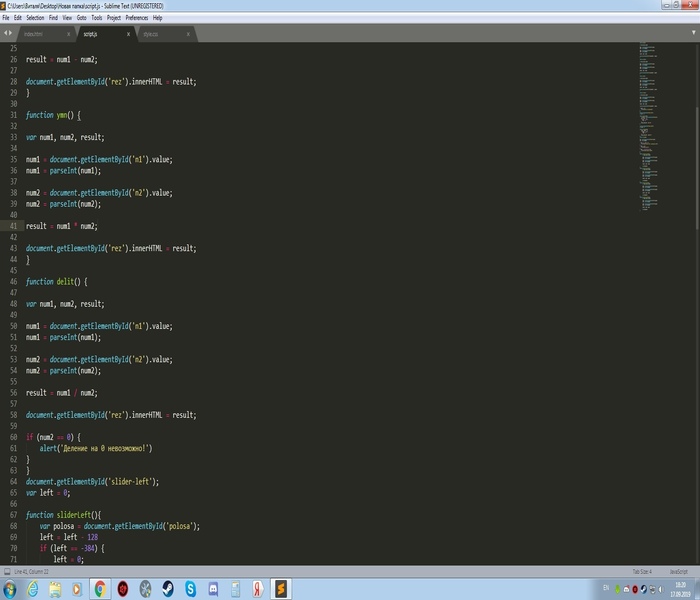 C:\Users\Витали\Desktop\Новая папка\script.js - Sublime Text (UNREGISTERED)
File Edit Selection Find View Goto Tools Project Preferences Help
index.html script.js style.css
25
26 result = num1 - num2;
27
28 document.getElementById('rez').innerHTML = result;
29 }
30
31 function ymn() {
32
33 var num1, num2, result;
34
35 num1 = document.getElementById('n1').value;
36 num1 = parseInt(num1);
37
38 num2 = document.getElementById('n2').value;
39 num2 = parseInt(num2);
40
41 result = num1 * num2;
42
43 document.getElementById('rez').innerHTML = result;
44 }
45
46 function delit() {
47
48 var num1, num2, result;
49
50 num1 = document.getElementById('n1').value;
51 num1 = parseInt(num1);
52
53 num2 = document.getElementById('n2').value;
54 num2 = parseInt(num2);
55
56 result = num1 / num2;
57
58 document.getElementById('rez').innerHTML = result;
59
60 if (num2 == 0) {
61 alert('Деление на 0 невозможно!')
62 }
63 }
64 document.getElementById('slider-left');
65 var left = 0;
66
67 function sliderLeft(){
68 var polosa = document.getElementById('polosa');
69 left = left - 128
70 if (left == -384) {
71 left = 0;
Line 41, Column 22 Tab Size: 4 JavaScript
EN 16:20
17.09.2019